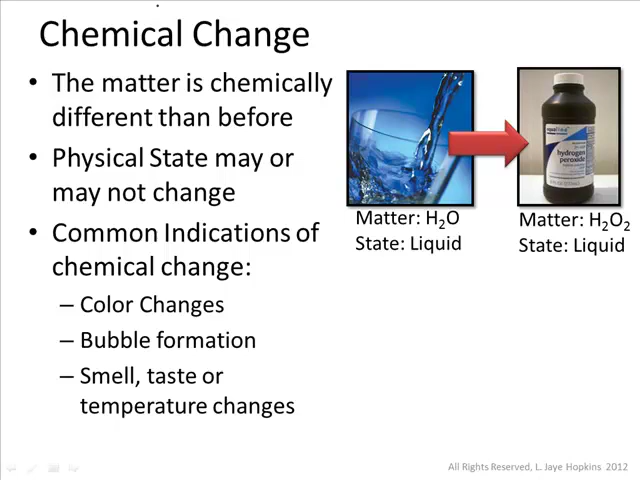 Chemical Change
• The matter is chemically
different than before
• Physical State may or
may not change
• Common Indications of
chemical change:
– Color Changes
– Bubble formation
– Smell, taste or
temperature changes
hydrogen
peroxide
Matter: H₂O
State: Liquid
Matter: H₂O₂
State: Liquid
All Rights Reserved, L. Jaye Hopkins 2012